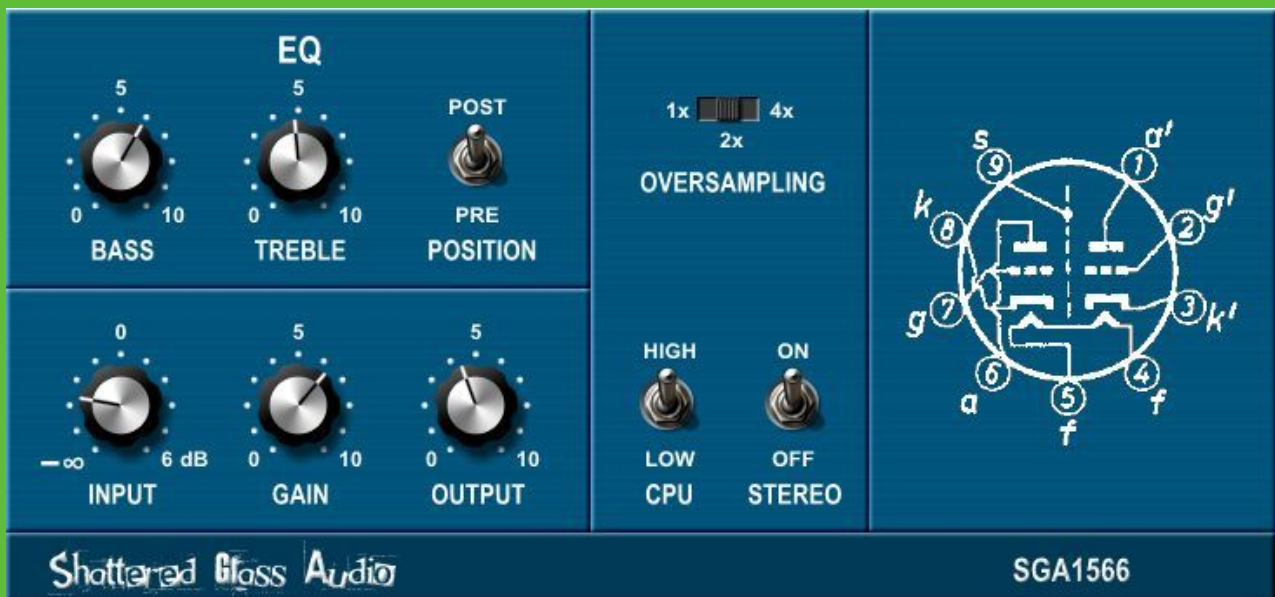 EQ
5
5
0
10
0
10
BASS
TREBLE
POST
PRE
POSITION
0
5
5
−∞
6 dB
0
10
0
10
INPUT
GAIN
OUTPUT
1x
4x
2x
OVERSAMPLING
HIGH
ON
LOW
OFF
CPU
STEREO
s
9
a'
1
k
8
g'
2
g
7
k'
3
a
6
5
f
4
f
Shattered Glass Audio
SGA1566